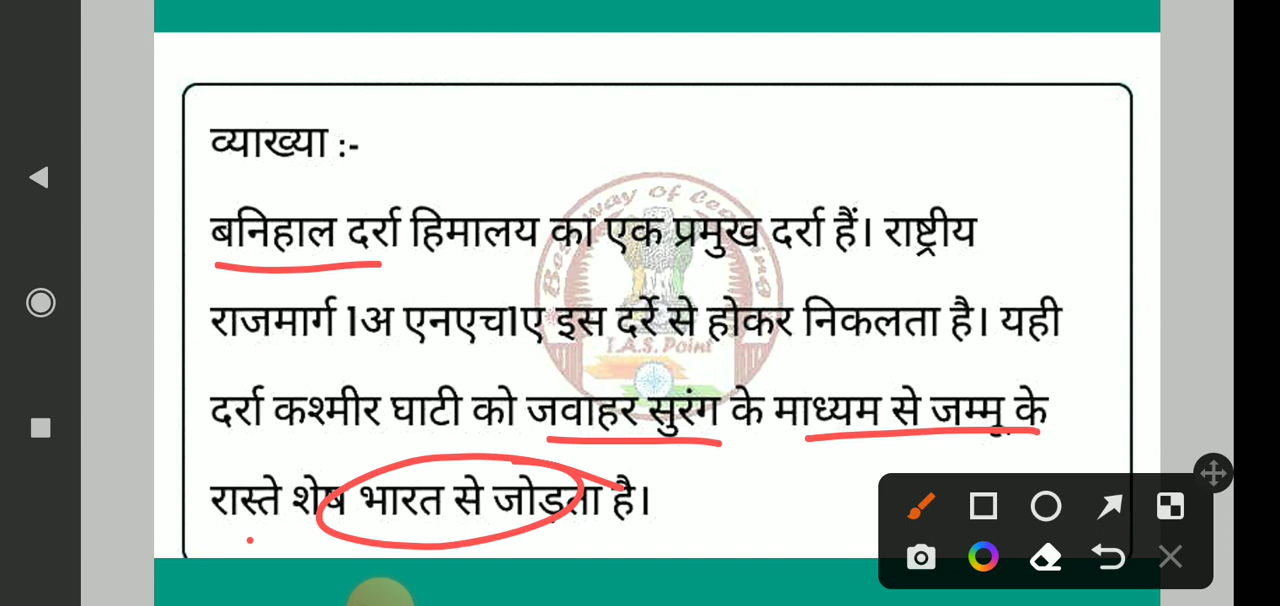 व्याख्या :-
बनिहाल दर्रा हिमालय का एक प्रमुख दर्रा हैं। राष्ट्रीय
राजमार्ग 1अ एनएच1ए इस दर्रे से होकर निकलता है। यही
दर्रा कश्मीर घाटी को जवाहर सुरंग के माध्यम से जम्मू के
रास्ते शेष भारत से जोड़ता है।
I.A.S. Point